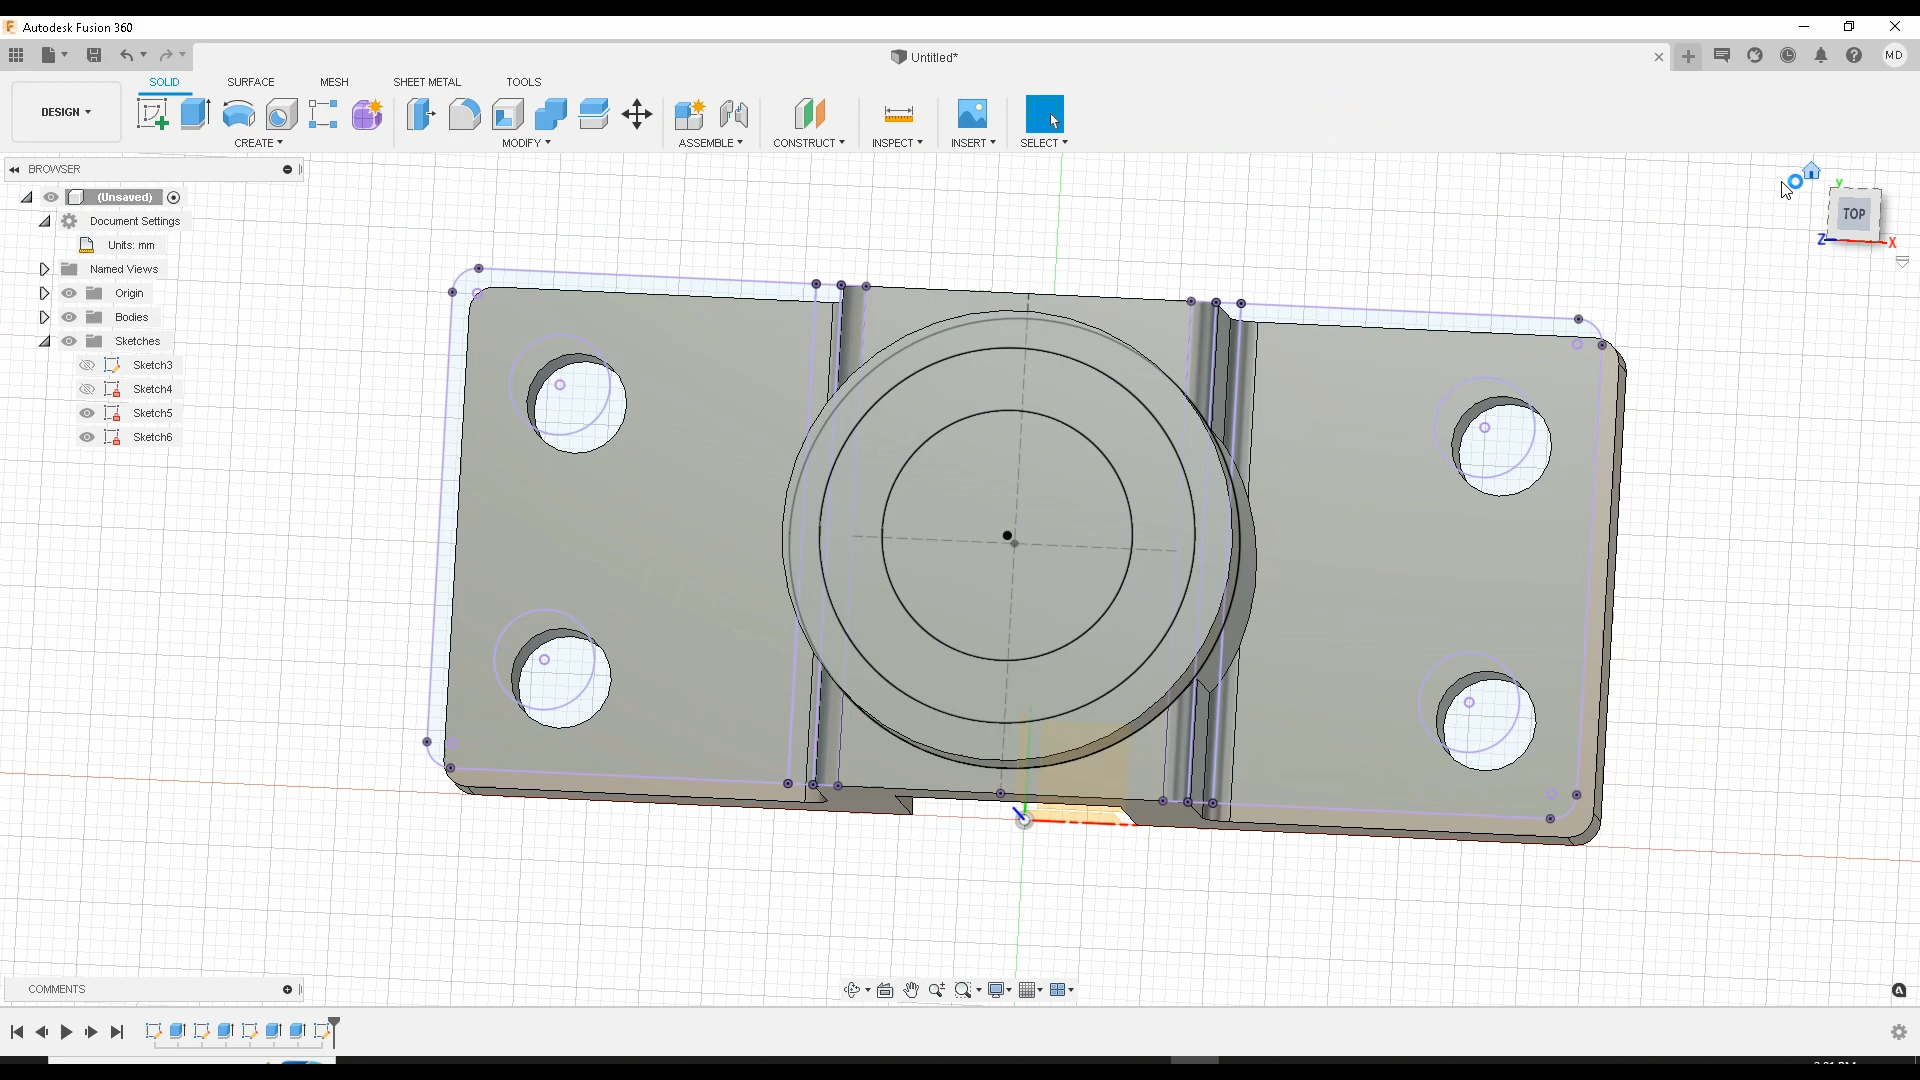 Autodesk Fusion 360
Untitled*
MD
SOLID SURFACE MESH SHEET METAL TOOLS
DESIGN
CREATE MODIFY ASSEMBLE CONSTRUCT INSPECT INSERT SELECT
BROWSER
(Unsaved)
Document Settings
Units: mm
Named Views
Origin
Bodies
Sketches
Sketch3
Sketch4
Sketch5
Sketch6
Y
TOP
Z
X
COMMENTS